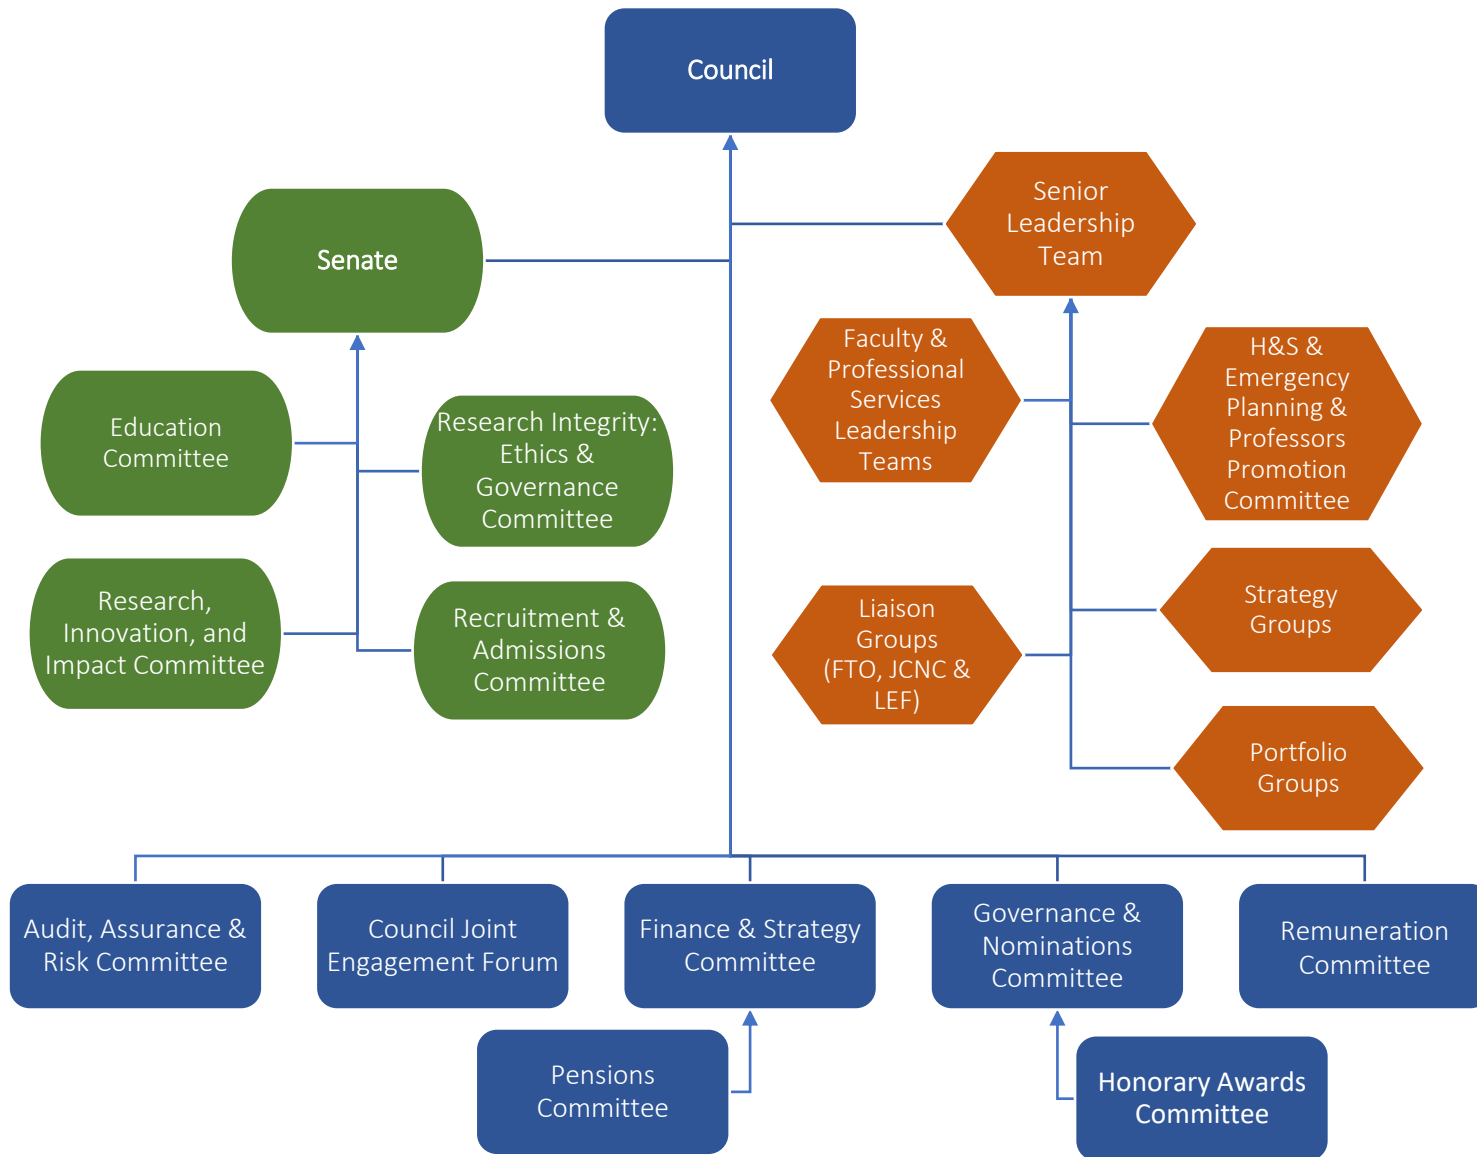 Council
Senior
Leadership
Team
Senate
Faculty &
Professional
Services
Leadership
Teams
H&S &
Emergency
Planning &
Professors
Promotion
Committee
Education
Committee
Research Integrity:
Ethics &
Governance
Committee
Research,
Innovation, and
Impact Committee
Recruitment &
Admissions
Committee
Liaison
Groups
(FTO, JCNC &
LEF)
Strategy
Groups
Portfolio
Groups
Audit, Assurance &
Risk Committee
Council Joint
Engagement Forum
Finance & Strategy
Committee
Governance &
Nominations
Committee
Remuneration
Committee
Pensions
Committee
Honorary Awards
Committee